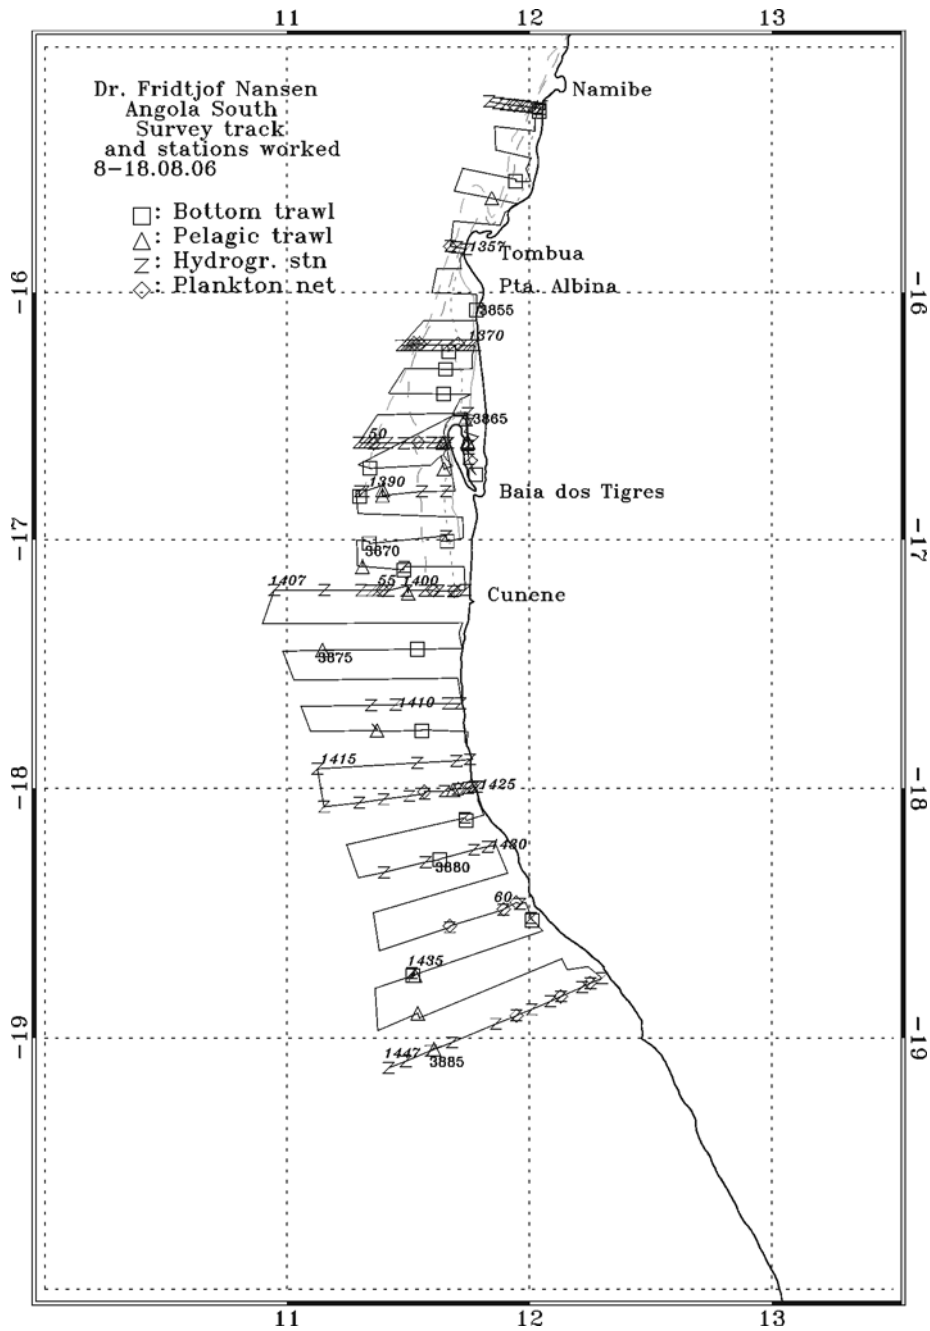 11 12 13
Dr. Fridtjof Nansen
Angola South
Survey track
and stations worked
8-18.08.06
□: Bottom trawl
△: Pelagic trawl
Z: Hydrogr. stn
◇: Plankton net
Namibe
1357
Tombua
-16 -16
Pta. Albina
3855
1370
3865
50
1390
Baia dos Tigres
-17 -17
3870
1407 55 1400
Cunene
3875
1410
1415
1425
-18 -18
1430
3880
60
1435
-19 -19
1447
3885
11 12 13